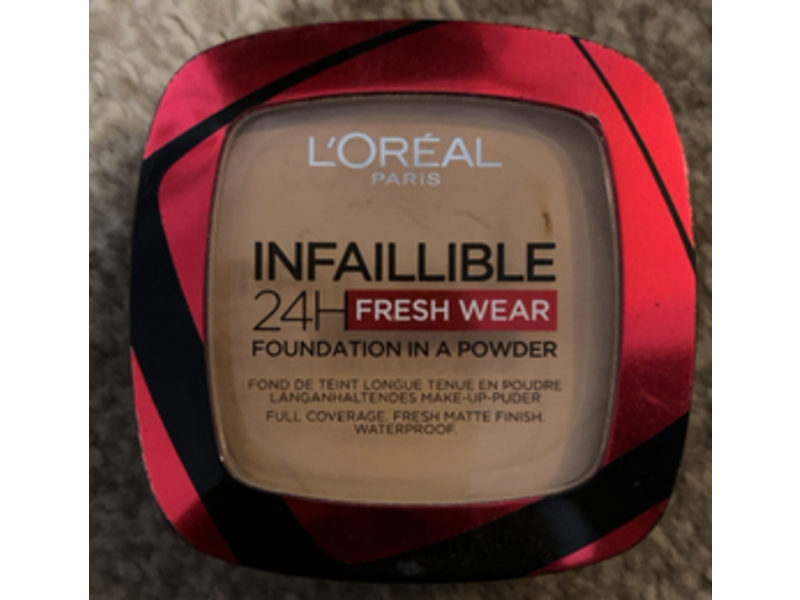 L'ORÉAL
PARIS
INFAILLIBLE
24H FRESH WEAR
FOUNDATION IN A POWDER
FOND DE TEINT LONGUE TENUE EN POUDRE
LANGANHALTENDES MAKE-UP-PUDER
FULL COVERAGE. FRESH MATTE FINISH.
WATERPROOF.